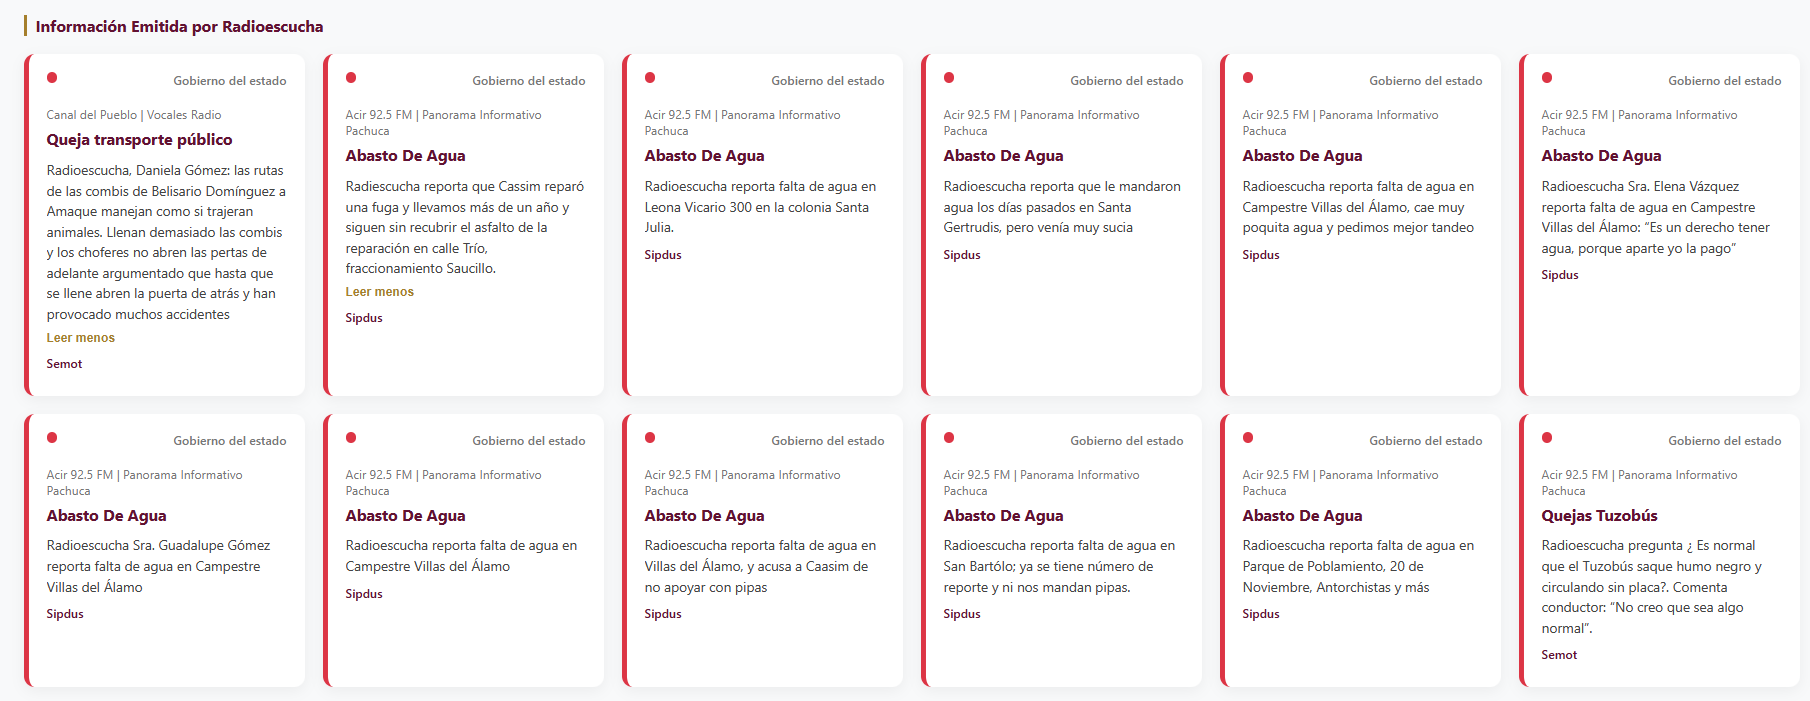 Información Emitida por Radioescucha
Gobierno del estado
Canal del Pueblo | Vocales Radio
Queja transporte público
Radioescucha, Daniela Gómez: las rutas
de las combis de Belisario Domínguez a
Amaque manejan como si trajeran
animales. Llenan demasiado las combis
y los choferes no abren las pertas de
adelante argumentado que hasta que
se llene abren la puerta de atrás y han
provocado muchos accidentes
Leer menos
Semot
Gobierno del estado
Acir 92.5 FM | Panorama Informativo
Pachuca
Abasto De Agua
Radiescucha reporta que Cassim reparó
una fuga y llevamos más de un año y
siguen sin recubrir el asfalto de la
reparación en calle Trío,
fraccionamiento Saucillo.
Leer menos
Sipdus
Gobierno del estado
Acir 92.5 FM | Panorama Informativo
Pachuca
Abasto De Agua
Radioescucha reporta falta de agua en
Leona Vicario 300 en la colonia Santa
Julia.
Sipdus
Gobierno del estado
Acir 92.5 FM | Panorama Informativo
Pachuca
Abasto De Agua
Radioescucha reporta que le mandaron
agua los días pasados en Santa
Gertrudis, pero venía muy sucia
Sipdus
Gobierno del estado
Acir 92.5 FM | Panorama Informativo
Pachuca
Abasto De Agua
Radioescucha reporta falta de agua en
Campestre Villas del Álamo, cae muy
poquita agua y pedimos mejor tandeo
Sipdus
Gobierno del estado
Acir 92.5 FM | Panorama Informativo
Pachuca
Abasto De Agua
Radioescucha Sra. Elena Vázquez
reporta falta de agua en Campestre
Villas del Álamo: “Es un derecho tener
agua, porque aparte yo la pago”
Sipdus
Gobierno del estado
Acir 92.5 FM | Panorama Informativo
Pachuca
Abasto De Agua
Radioescucha Sra. Guadalupe Gómez
reporta falta de agua en Campestre
Villas del Álamo
Sipdus
Gobierno del estado
Acir 92.5 FM | Panorama Informativo
Pachuca
Abasto De Agua
Radioescucha reporta falta de agua en
Campestre Villas del Álamo
Sipdus
Gobierno del estado
Acir 92.5 FM | Panorama Informativo
Pachuca
Abasto De Agua
Radioescucha reporta falta de agua en
Villas del Álamo, y acusa a Caasim de
no apoyar con pipas
Sipdus
Gobierno del estado
Acir 92.5 FM | Panorama Informativo
Pachuca
Abasto De Agua
Radioescucha reporta falta de agua en
San Bartólo; ya se tiene número de
reporte y ni nos mandan pipas.
Sipdus
Gobierno del estado
Acir 92.5 FM | Panorama Informativo
Pachuca
Abasto De Agua
Radioescucha reporta falta de agua en
Parque de Poblamiento, 20 de
Noviembre, Antorchistas y más
Sipdus
Gobierno del estado
Acir 92.5 FM | Panorama Informativo
Pachuca
Quejas Tuzobús
Radioescucha pregunta ¿ Es normal
que el Tuzobús saque humo negro y
circulando sin placa?. Comenta
conductor: “No creo que sea algo
normal”.
Semot